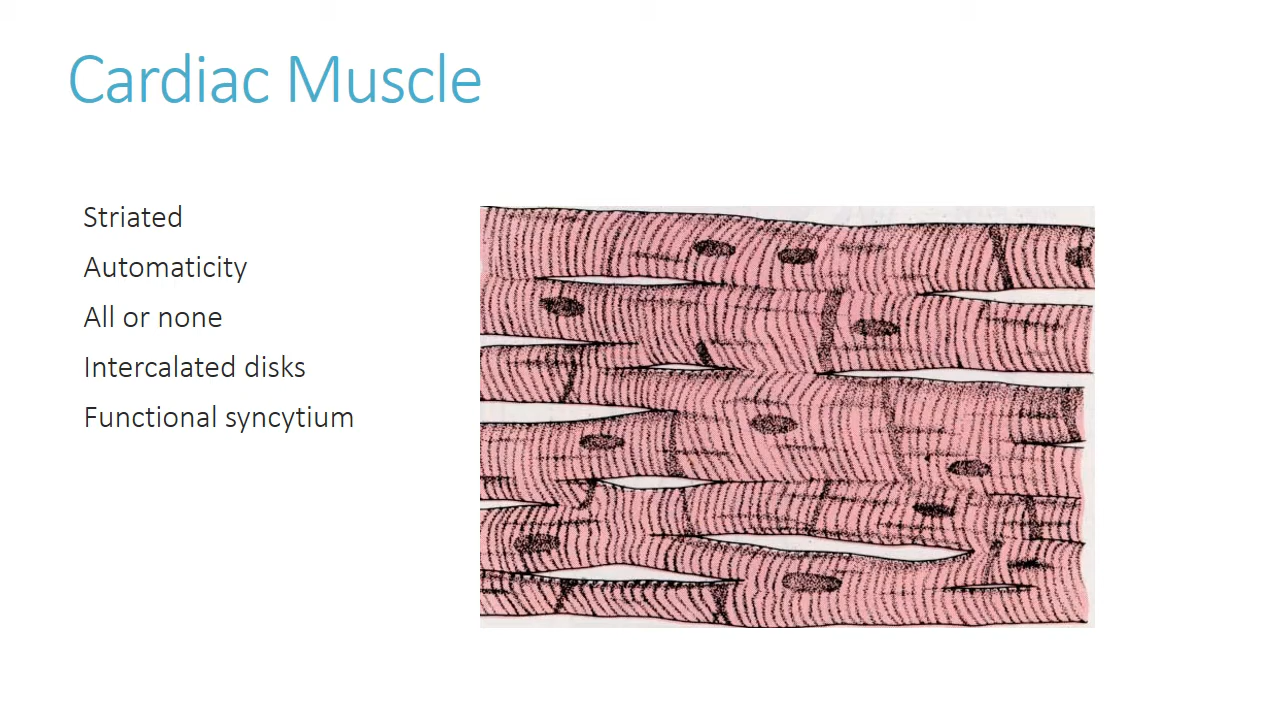 Cardiac Muscle
Striated
Automaticity
All or none
Intercalated disks
Functional syncytium